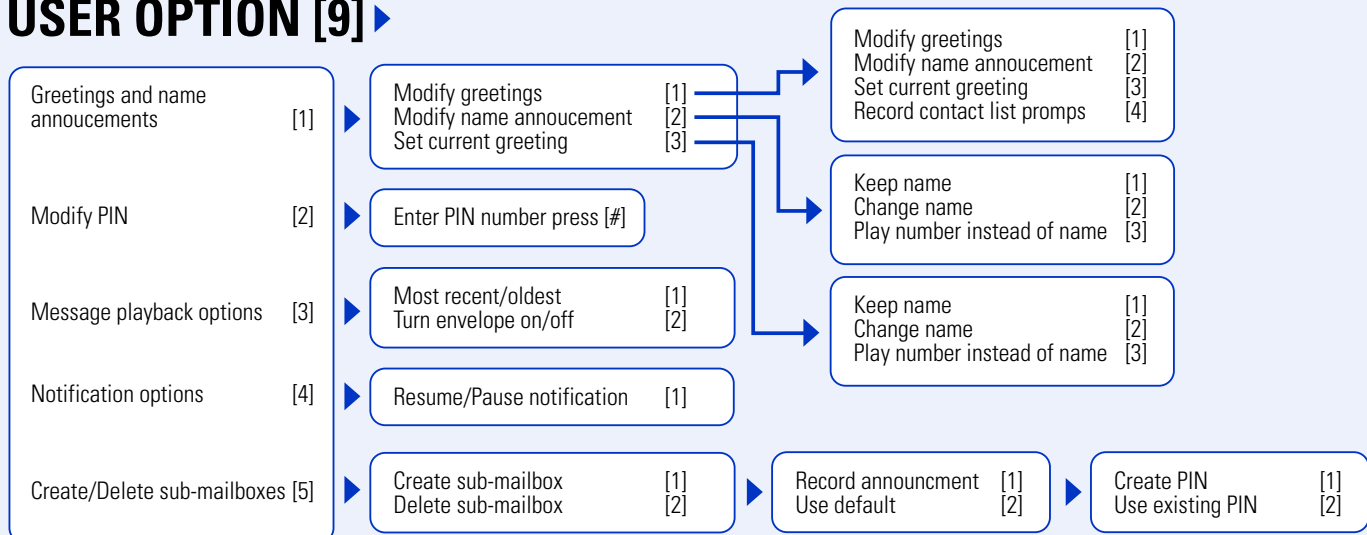 USER OPTION [9]
Greetings and name
annoucements [1]
Modify PIN [2]
Message playback options [3]
Notification options [4]
Create/Delete sub-mailboxes [5]
Modify greetings [1]
Modify name annoucement [2]
Set current greeting [3]
Enter PIN number press [#]
Most recent/oldest [1]
Turn envelope on/off [2]
Resume/Pause notification [1]
Create sub-mailbox [1]
Delete sub-mailbox [2]
Modify greetings [1]
Modify name annoucement [2]
Set current greeting [3]
Record contact list promps [4]
Keep name [1]
Change name [2]
Play number instead of name [3]
Keep name [1]
Change name [2]
Play number instead of name [3]
Record announcment [1]
Use default [2]
Create PIN [1]
Use existing PIN [2]